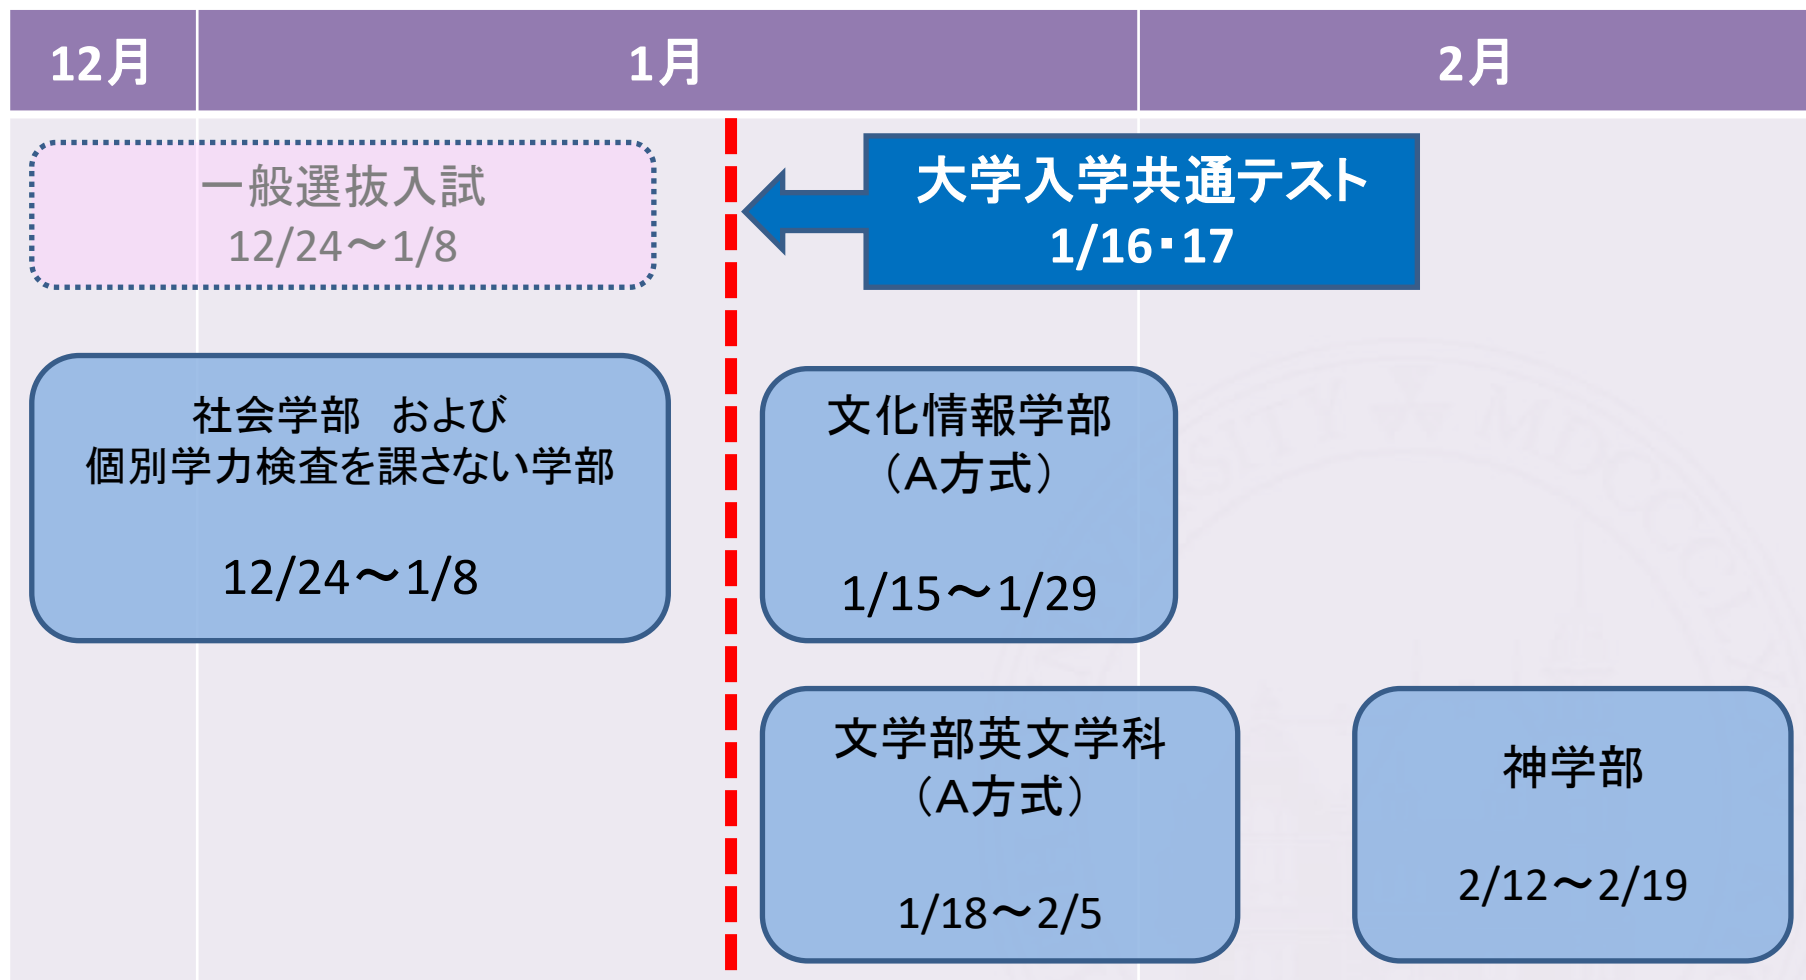 12月
1月
2月
一般選抜入試
12/24～1/8
大学入学共通テスト
1/16・17
社会学部　および
個別学力検査を課さない学部
12/24～1/8
文化情報学部
（A方式）
1/15～1/29
文学部英文学科
（A方式）
1/18～2/5
神学部
2/12～2/19